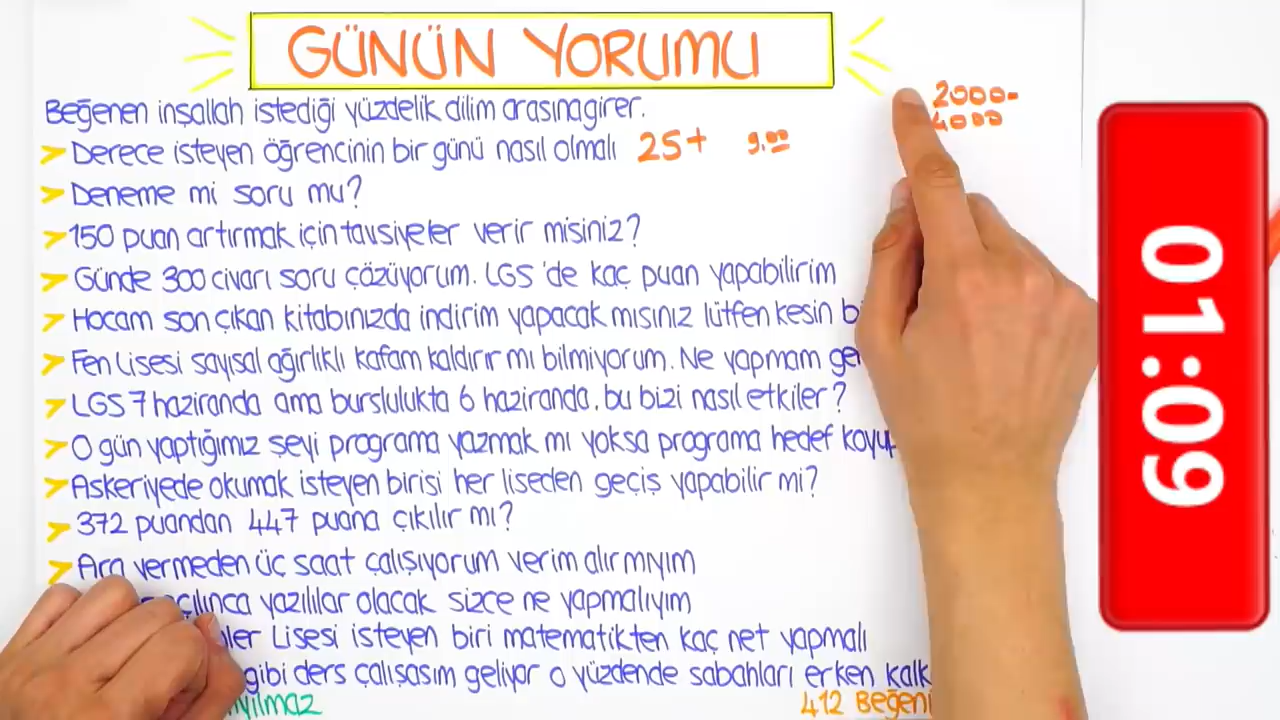 GÜNÜN YORUMU
2000-
4000
Beğenen inşallah istediği yüzdelik dilim arasına girer.
➤ Derece isteyen öğrencinin bir günü nasıl olmalı 25+ 9.00
➤ Deneme mi soru mu?
➤ 150 puan artırmak için tavsiyeler verir misiniz?
➤ Günde 300 civarı soru çözüyorum. LGS 'de kaç puan yapabilirim
➤ Hocam son çıkan kitabınızda indirim yapacak mısınız lütfen kesin
➤ Fen Lisesi sayısal ağırlıklı kafam kaldırır mı bilmiyorum. Ne yapmam
➤ LGS 7 haziranda ama burslulukta 6 haziranda, bu bizi nasıl etkiler?
➤ O gün yaptığımız şeyi programa yazmak mı yoksa programa hedef
➤ Askeriyede okumak isteyen birisi her liseden geçiş yapabilir mi?
➤ 372 puandan 447 puana çıkılır mı?
➤ Ara vermeden üç saat çalışıyorum verim alır mıyım
açılınca yazılılar olacak sizce ne yapmalıyım
Lisesi isteyen biri matematikten kaç net yapmalı
gibi ders çalışasım geliyor o yüzdende sabahları erken
412 Beğeni
01:09